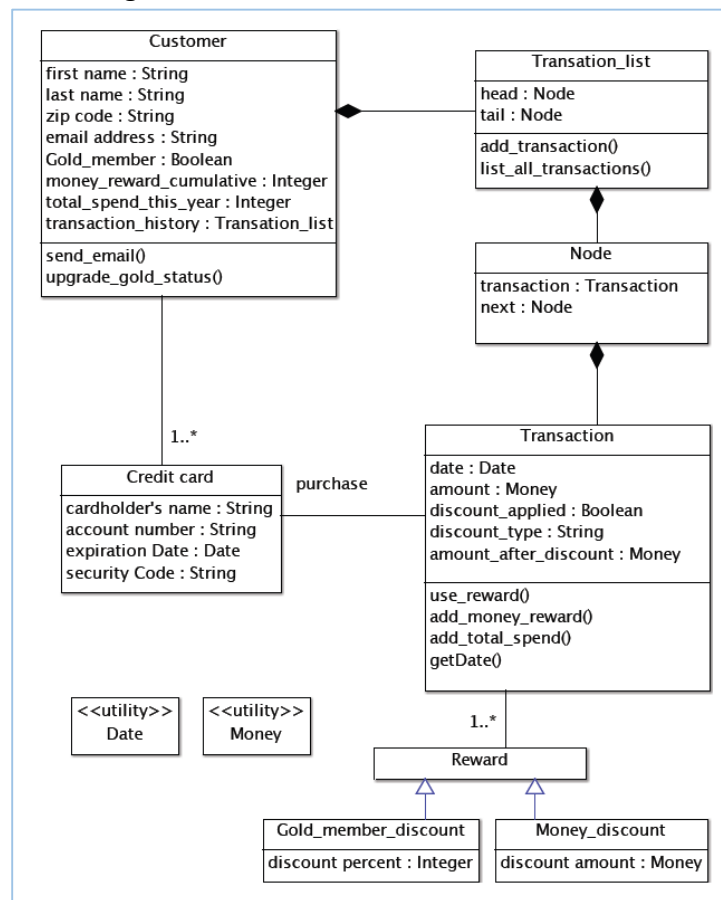 Customer
first name : String
last name : String
zip code : String
email address : String
Gold_member : Boolean
money_reward_cumulative : Integer
total_spend_this_year : Integer
transaction_history : Transation_list
send_email()
upgrade_gold_status()
Transation_list
head : Node
tail : Node
add_transaction()
list_all_transactions()
Node
transaction : Transaction
next : Node
1..*
Credit card
cardholder's name : String
account number : String
expiration Date : Date
security Code : String
purchase
Transaction
date : Date
amount : Money
discount_applied : Boolean
discount_type : String
amount_after_discount : Money
use_reward()
add_money_reward()
add_total_spend()
getDate()
<<utility>>
Date
<<utility>>
Money
1..*
Reward
Gold_member_discount
discount percent : Integer
Money_discount
discount amount : Money